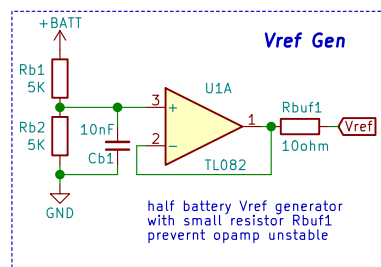 +BATT
Vref Gen
Rb1
5K
U1A
3
+
1
Rbuf1
Vref
10ohm
Rb2
5K
10nF
Cb1
2
−
TL082
GND
half battery Vref generator
with small resistor Rbuf1
prevernt opamp unstable